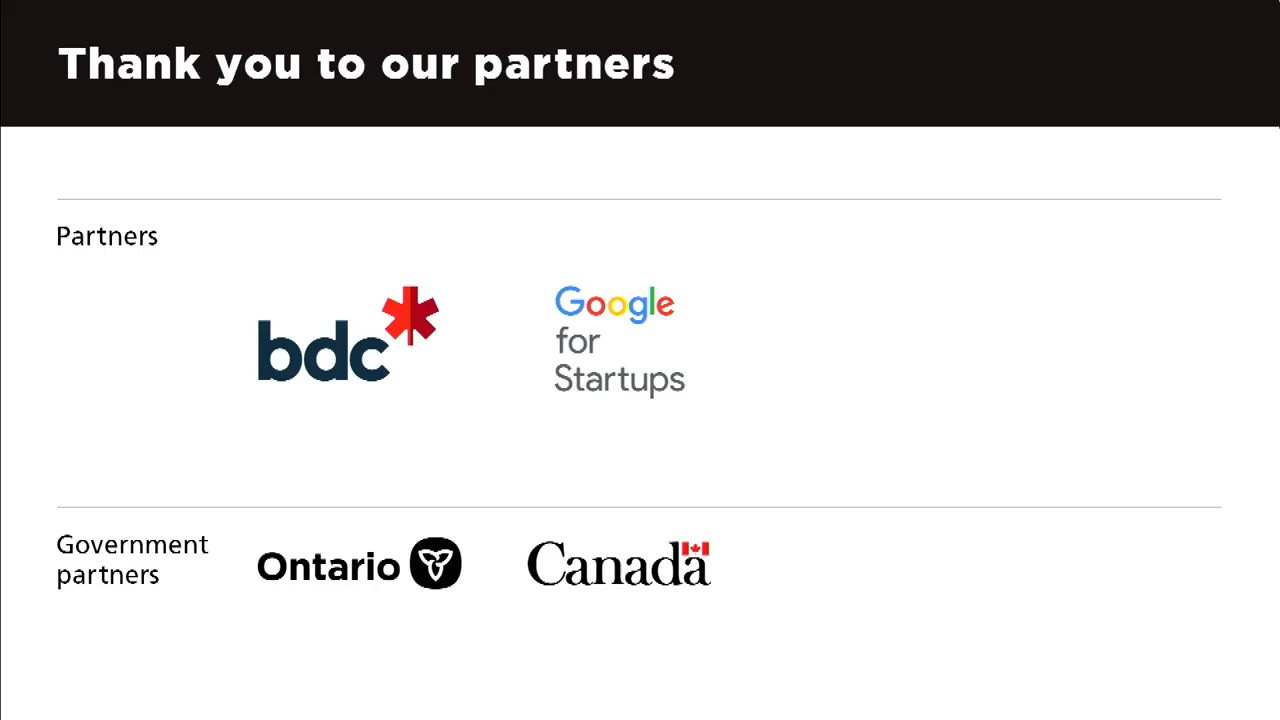 Thank you to our partners
Partners
bdc
Google
for
Startups
Government
partners
Ontario
Canada